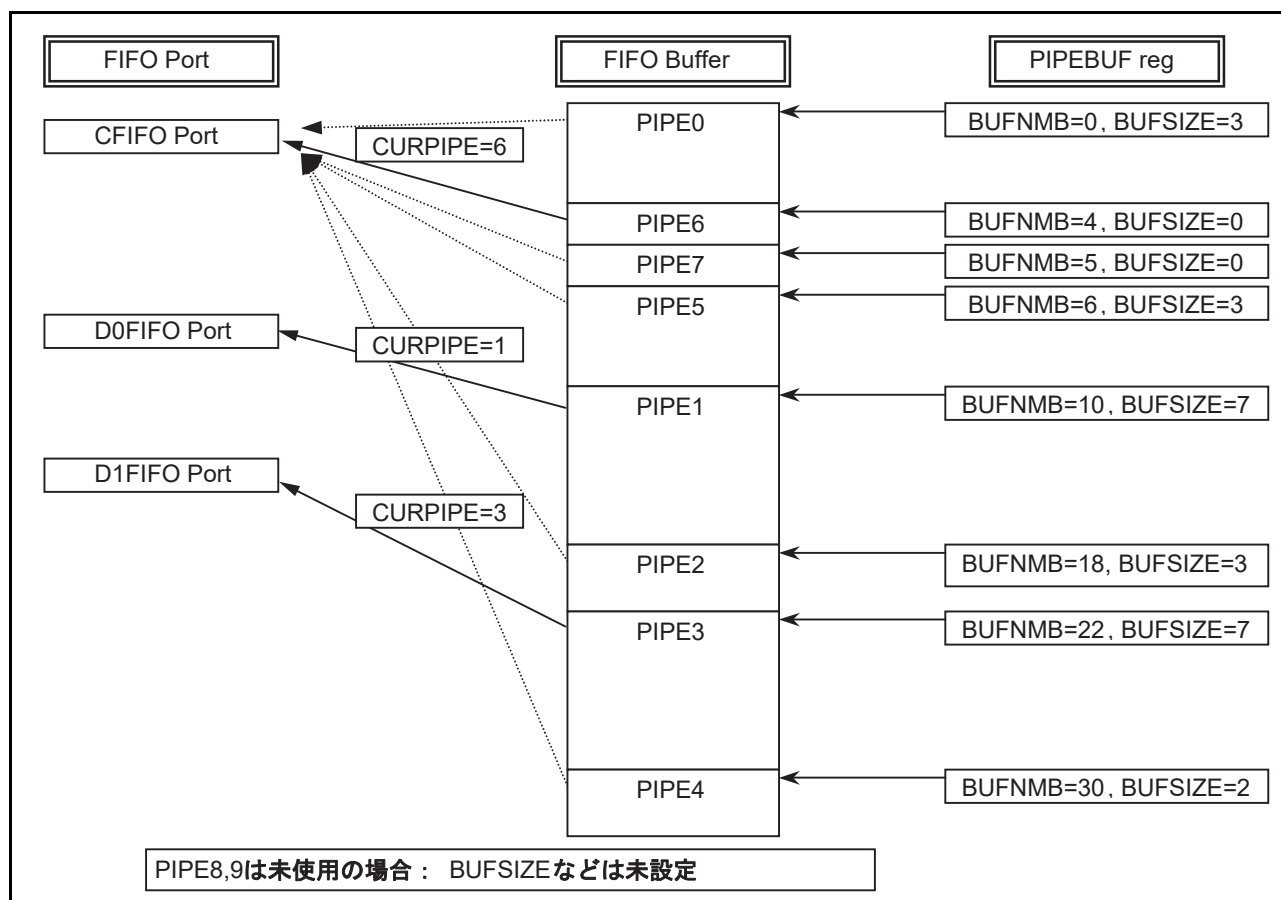 FIFO Port
FIFO Buffer
PIPEBUF reg
CFIFO Port
CURPIPE=6
PIPE0
BUFNMB=0, BUFSIZE=3
PIPE6
BUFNMB=4, BUFSIZE=0
PIPE7
BUFNMB=5, BUFSIZE=0
PIPE5
BUFNMB=6, BUFSIZE=3
D0FIFO Port
CURPIPE=1
PIPE1
BUFNMB=10, BUFSIZE=7
D1FIFO Port
CURPIPE=3
PIPE2
BUFNMB=18, BUFSIZE=3
PIPE3
BUFNMB=22, BUFSIZE=7
PIPE4
BUFNMB=30, BUFSIZE=2
PIPE8,9は未使用の場合： BUFSIZEなどは未設定